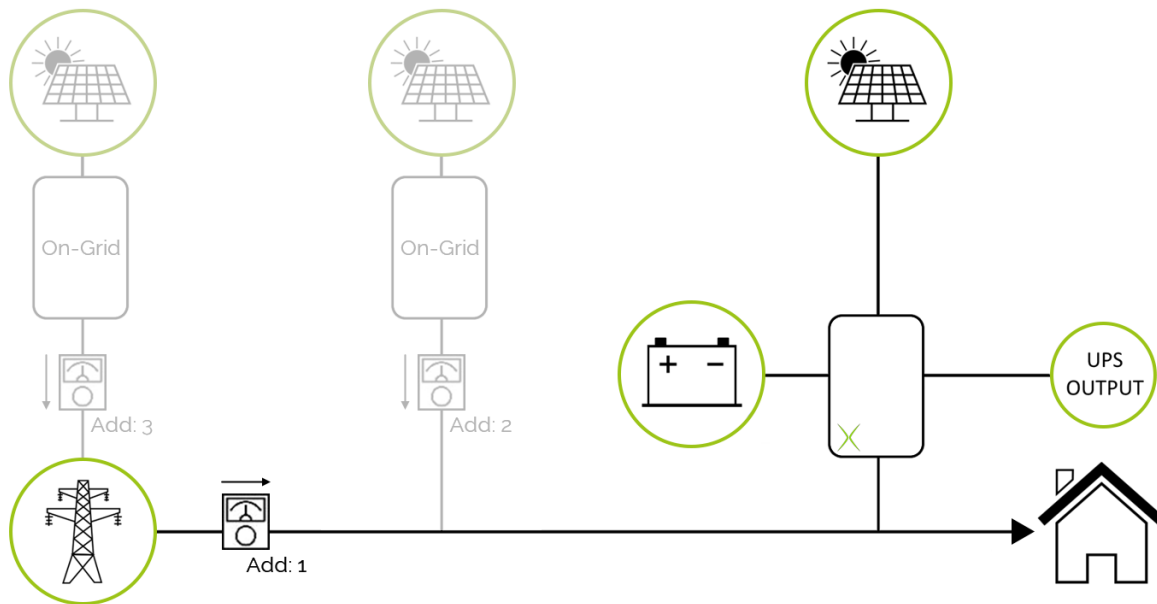 On-Grid
On-Grid
Add: 3
Add: 2
+ −
UPS
OUTPUT
Add: 1